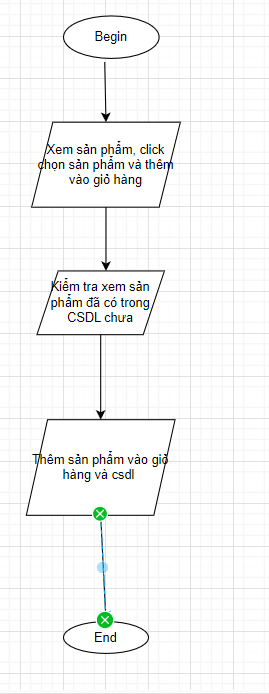 Begin
Xem sản phẩm, click
chọn sản phẩm và thêm
vào giỏ hàng
Kiểm tra xem sản
phẩm đã có trong
CSDL chưa
Thêm sản phẩm vào giỏ
hàng và csdl
End